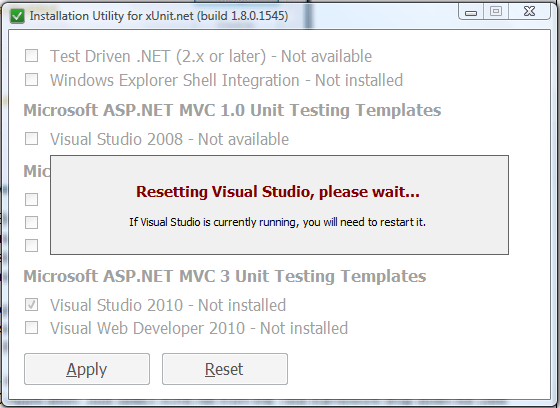 Installation Utility for xUnit.net (build 1.8.0.1545)
Test Driven .NET (2.x or later) - Not available
Windows Explorer Shell Integration - Not installed
Microsoft ASP.NET MVC 1.0 Unit Testing Templates
Visual Studio 2008 - Not available
Resetting Visual Studio, please wait...
If Visual Studio is currently running, you will need to restart it.
Microsoft ASP.NET MVC 3 Unit Testing Templates
Visual Studio 2010 - Not installed
Visual Web Developer 2010 - Not installed
Apply
Reset